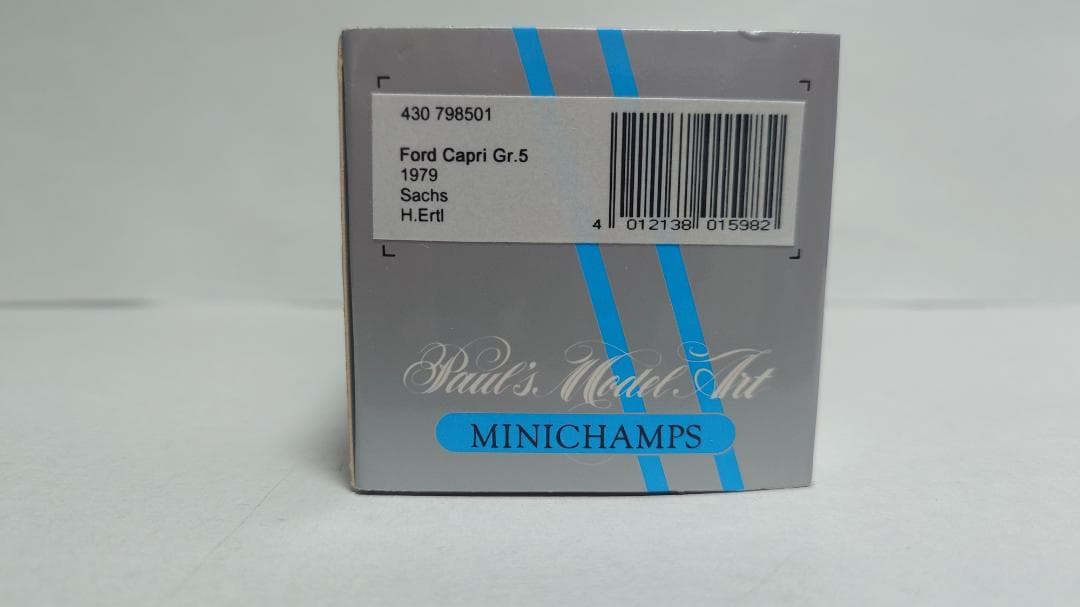 430 798501
Ford Capri Gr.5
1979
Sachs
H.Ertl
4 012138 015982
Paul's Model Art
MINICHAMPS